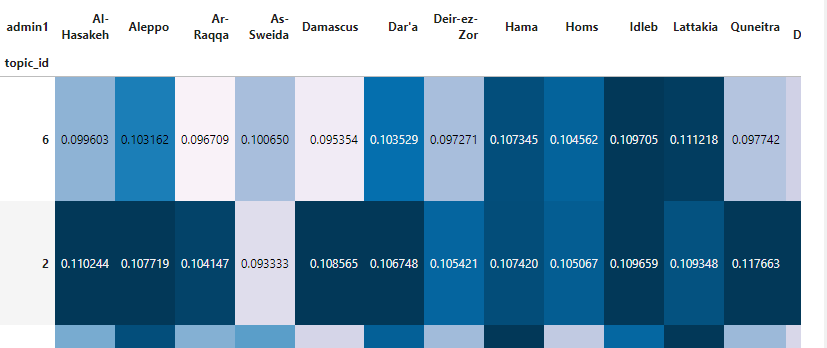 admin1 Al-Hasakeh Aleppo Ar-Raqqa As-Sweida Damascus Dar'a Deir-ez-Zor Hama Homs Idleb Lattakia Quneitra D
topic_id
6 0.099603 0.103162 0.096709 0.100650 0.095354 0.103529 0.097271 0.107345 0.104562 0.109705 0.111218 0.097742
2 0.110244 0.107719 0.104147 0.093333 0.108565 0.106748 0.105421 0.107420 0.105067 0.109659 0.109348 0.117663